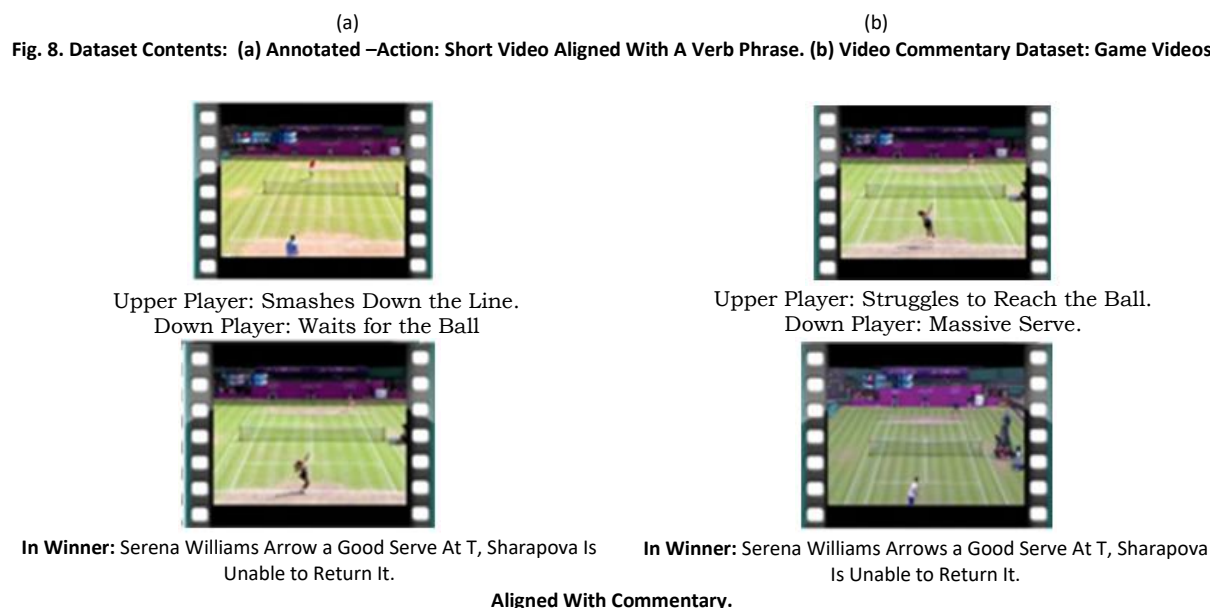 (a) (b)
Fig. 8. Dataset Contents: (a) Annotated –Action: Short Video Aligned With A Verb Phrase. (b) Video Commentary Dataset: Game Videos
Upper Player: Smashes Down the Line.
Down Player: Waits for the Ball
Upper Player: Struggles to Reach the Ball.
Down Player: Massive Serve.
In Winner: Serena Williams Arrow a Good Serve At T, Sharapova Is
Unable to Return It.
In Winner: Serena Williams Arrows a Good Serve At T, Sharapova
Is Unable to Return It.
Aligned With Commentary.